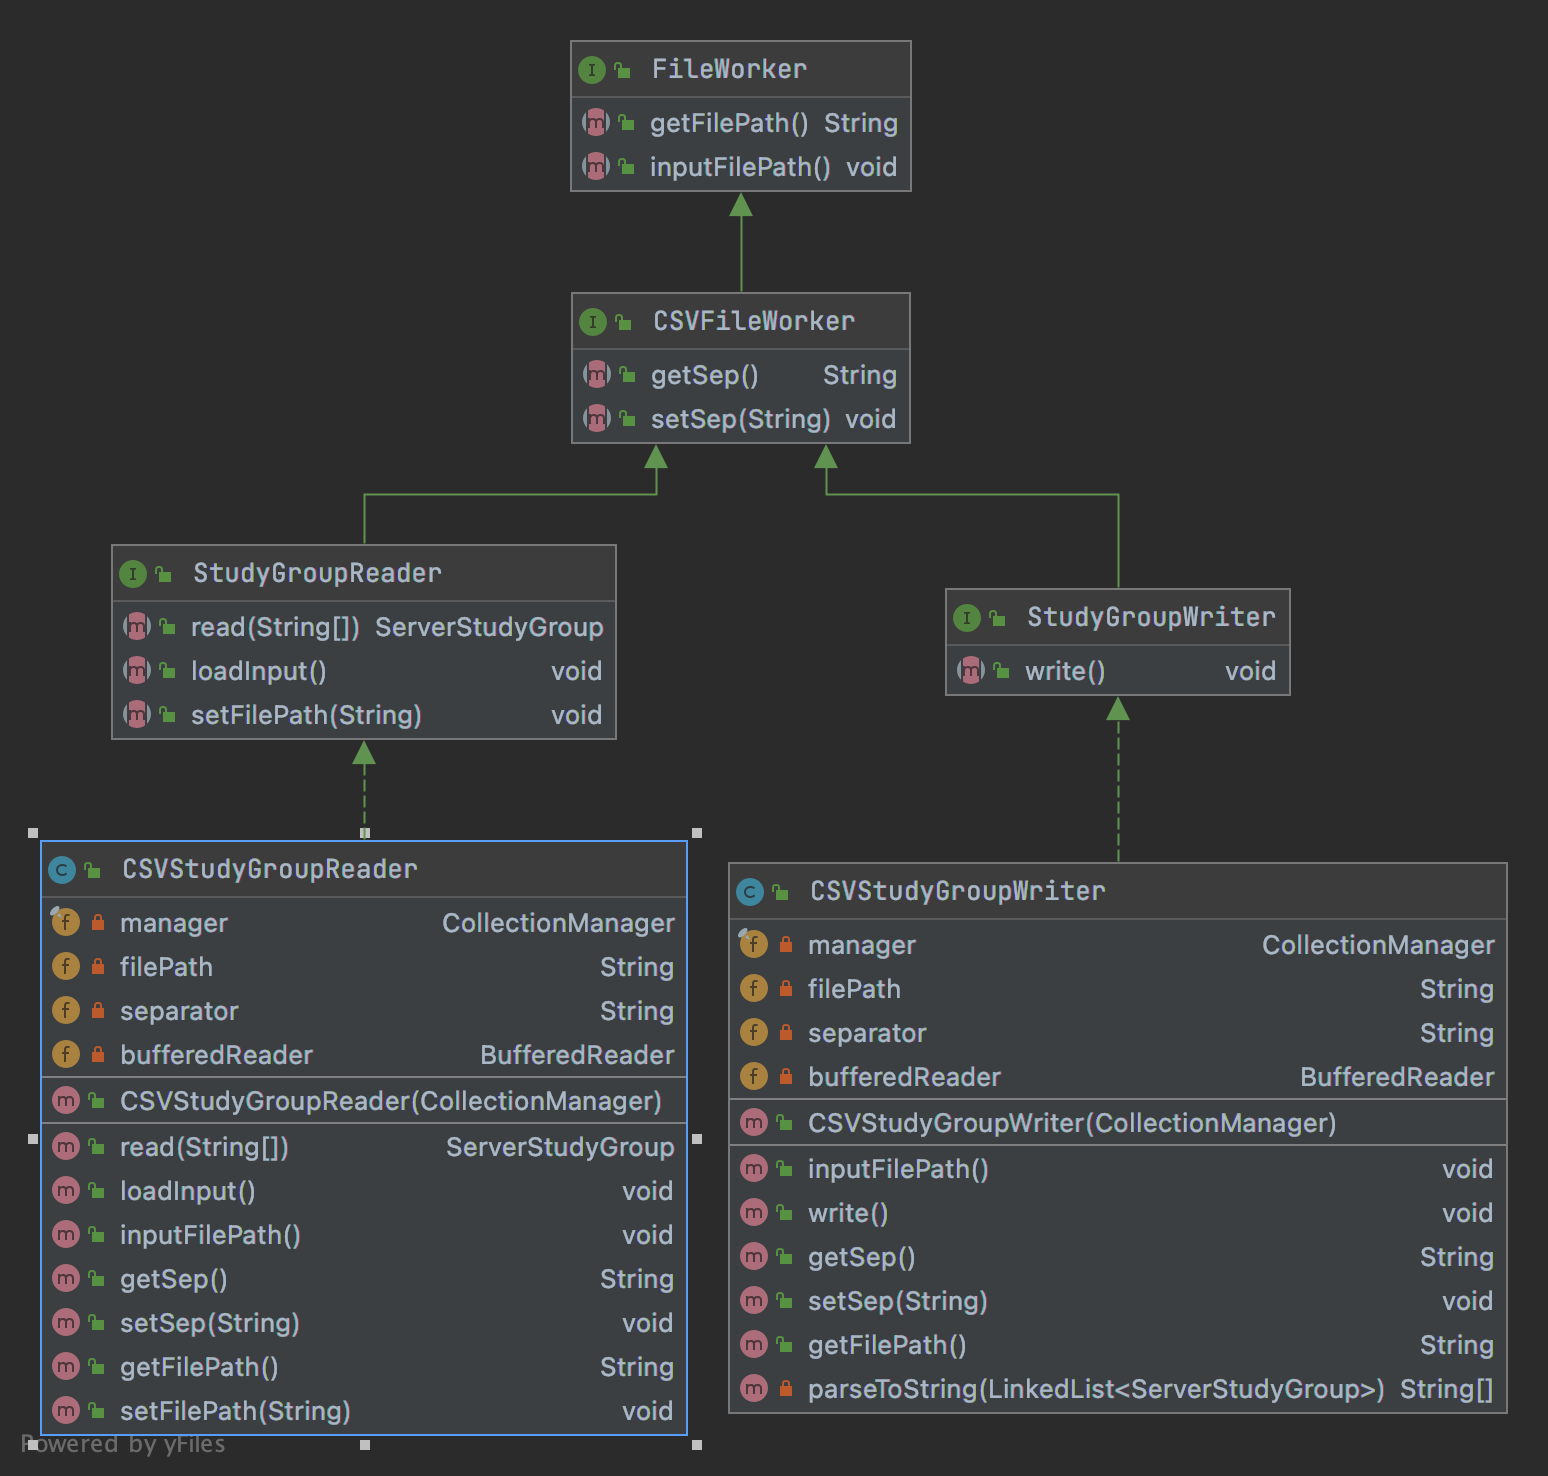 FileWorker
getFilePath() String
inputFilePath() void
CSVFileWorker
getSep() String
setSep(String) void
StudyGroupReader
read(String[]) ServerStudyGroup
loadInput() void
setFilePath(String) void
StudyGroupWriter
write() void
CSVStudyGroupReader
manager CollectionManager
filePath String
separator String
bufferedReader BufferedReader
CSVStudyGroupReader(CollectionManager)
read(String[]) ServerStudyGroup
loadInput() void
inputFilePath() void
getSep() String
setSep(String) void
getFilePath() String
setFilePath(String) void
CSVStudyGroupWriter
manager CollectionManager
filePath String
separator String
bufferedReader BufferedReader
CSVStudyGroupWriter(CollectionManager)
inputFilePath() void
write() void
getSep() String
setSep(String) void
getFilePath() String
parseToString(LinkedList<ServerStudyGroup>) String[]
Powered by yFiles